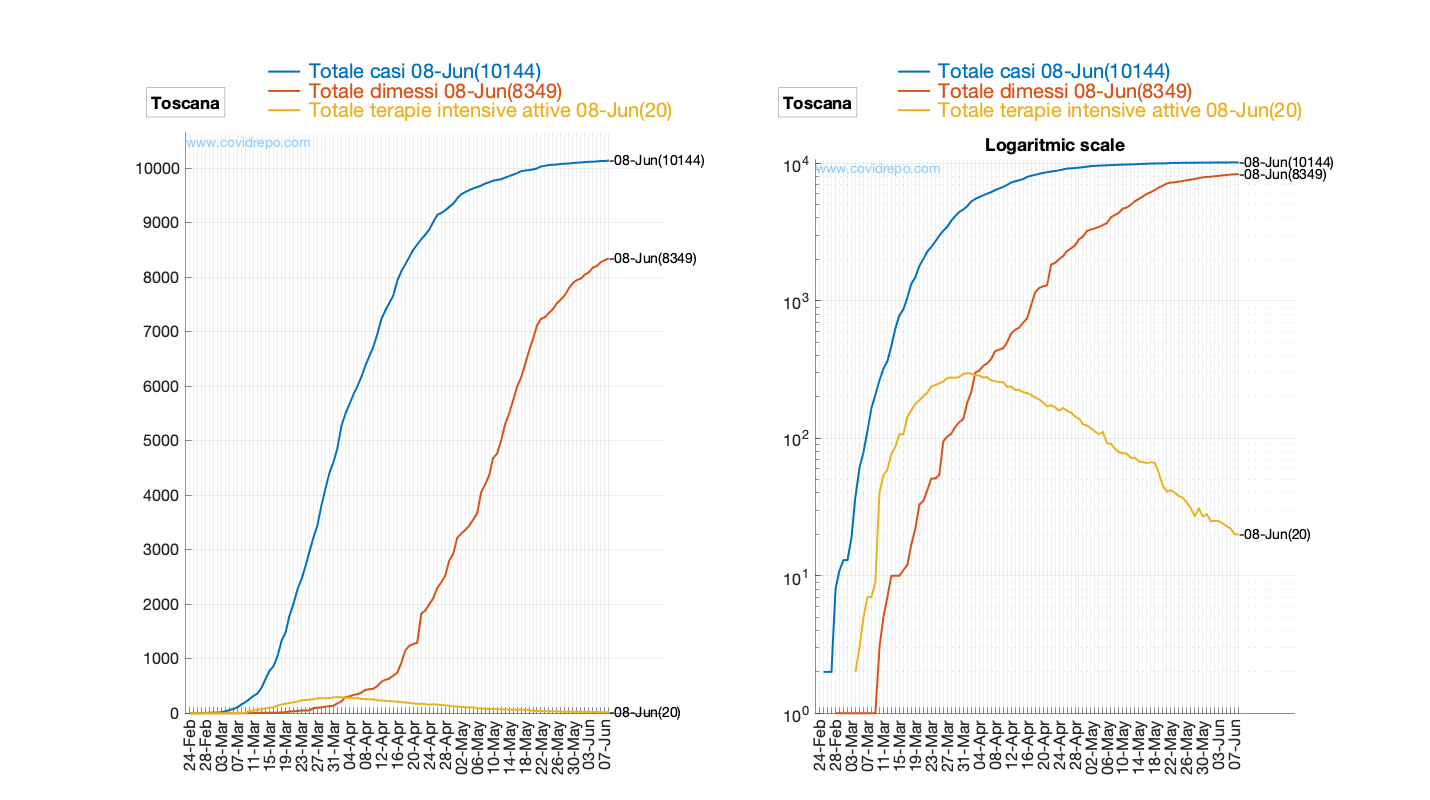 Toscana
Totale casi 08-Jun(10144)
Totale dimessi 08-Jun(8349)
Totale terapie intensive attive 08-Jun(20)
www.covidrepo.com
10000
9000
8000
7000
6000
5000
4000
3000
2000
1000
0
-08-Jun(10144)
-08-Jun(8349)
-08-Jun(20)
24-Feb
28-Feb
03-Mar
07-Mar
11-Mar
15-Mar
19-Mar
23-Mar
27-Mar
31-Mar
04-Apr
08-Apr
12-Apr
16-Apr
20-Apr
24-Apr
28-Apr
02-May
06-May
10-May
14-May
18-May
22-May
26-May
30-May
03-Jun
07-Jun
Toscana
Totale casi 08-Jun(10144)
Totale dimessi 08-Jun(8349)
Totale terapie intensive attive 08-Jun(20)
Logaritmic scale
www.covidrepo.com
10⁴
10³
10²
10¹
10⁰
-08-Jun(10144)
-08-Jun(8349)
-08-Jun(20)
24-Feb
28-Feb
03-Mar
07-Mar
11-Mar
15-Mar
19-Mar
23-Mar
27-Mar
31-Mar
04-Apr
08-Apr
12-Apr
16-Apr
20-Apr
24-Apr
28-Apr
02-May
06-May
10-May
14-May
18-May
22-May
26-May
30-May
03-Jun
07-Jun